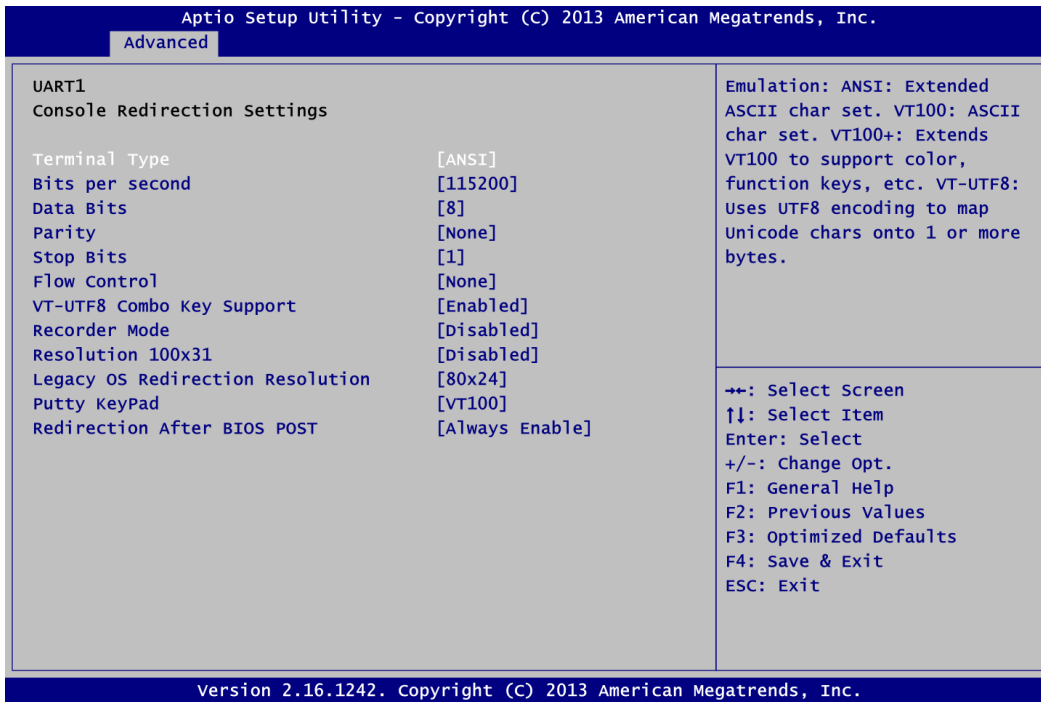 Aptio Setup Utility - Copyright (C) 2013 American Megatrends, Inc.
Advanced
UART1
Console Redirection Settings
Terminal Type [ANSI]
Bits per second [115200]
Data Bits [8]
Parity [None]
Stop Bits [1]
Flow Control [None]
VT-UTF8 Combo Key Support [Enabled]
Recorder Mode [Disabled]
Resolution 100x31 [Disabled]
Legacy OS Redirection Resolution [80x24]
Putty KeyPad [VT100]
Redirection After BIOS POST [Always Enable]
Emulation: ANSI: Extended
ASCII char set. VT100: ASCII
char set. VT100+: Extends
VT100 to support color,
function keys, etc. VT-UTF8:
Uses UTF8 encoding to map
Unicode chars onto 1 or more
bytes.
→←: Select Screen
↑↓: Select Item
Enter: Select
+/-: Change Opt.
F1: General Help
F2: Previous Values
F3: Optimized Defaults
F4: Save & Exit
ESC: Exit
Version 2.16.1242. Copyright (C) 2013 American Megatrends, Inc.